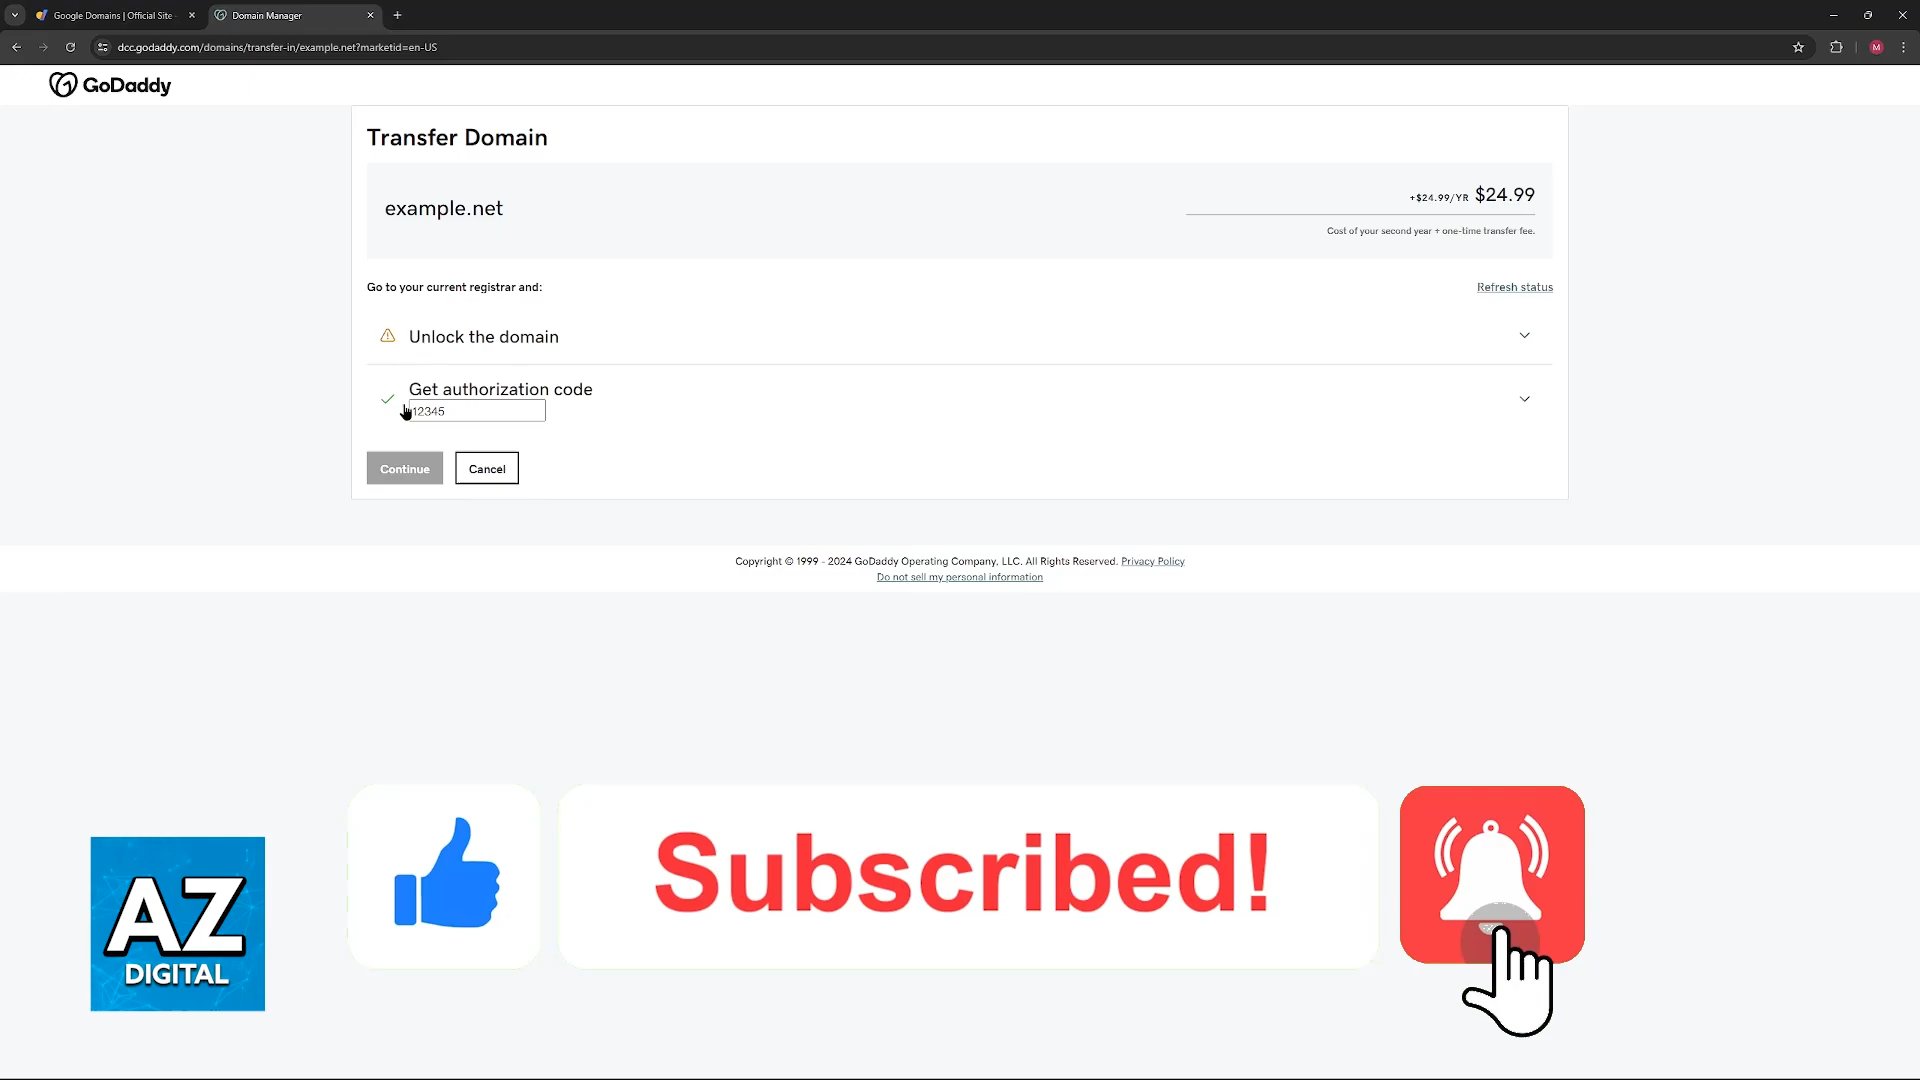 Google Domains | Official Site
Domain Manager
dcc.godaddy.com/domains/transfer-in/example.net?marketid=en-US
M
GoDaddy
Transfer Domain
example.net
+$24.99/YR $24.99
Cost of your second year + one-time transfer fee.
Go to your current registrar and:
Refresh status
Unlock the domain
Get authorization code
12345
Continue
Cancel
Copyright © 1999 - 2024 GoDaddy Operating Company, LLC. All Rights Reserved. Privacy Policy
Do not sell my personal information
Subscribed!
AZ
DIGITAL